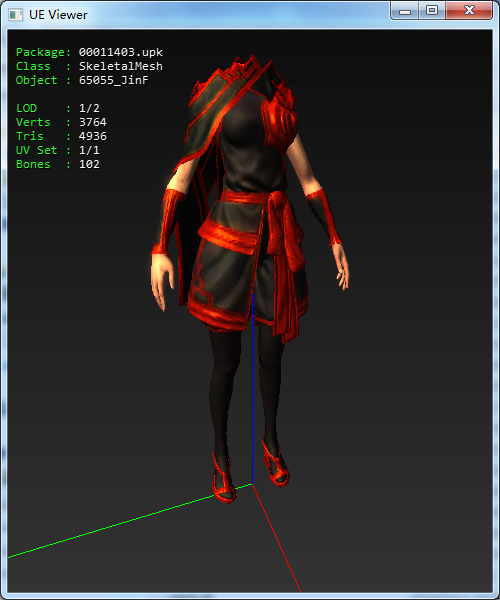 UE Viewer
Package: 00011403.upk
Class : SkeletalMesh
Object : 65055_JinF
LOD : 1/2
Verts : 3764
Tris : 4936
UV Set : 1/1
Bones : 102